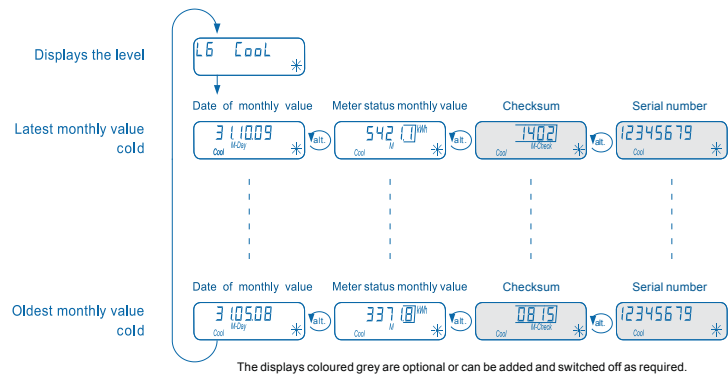 Displays the level
L6 Cool
Date of monthly value Meter status monthly value Checksum Serial number
Latest monthly value
cold
31.10.09 M-Day Cool alt. 5421.1 kWh M Cool alt. 1402 M-Check Cool alt. 12345679 Cool
Date of monthly value Meter status monthly value Checksum Serial number
Oldest monthly value
cold
31.05.08 M-Day Cool alt. 3371.8 kWh M Cool alt. 0815 M-Check Cool alt. 12345679 Cool
The displays coloured grey are optional or can be added and switched off as required.